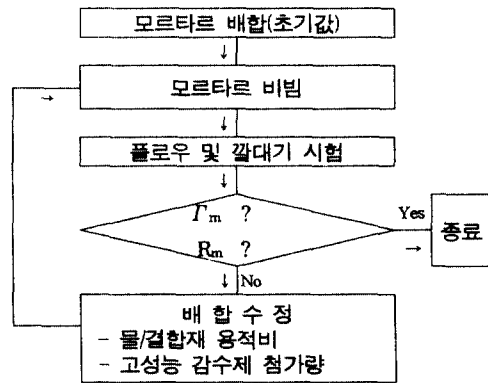 모르타르 배합(초기값)
↓
모르타르 비빔
→
↓
플로우 및 깔대기 시험
↓
Γm ?
Rm ?
Yes
→
종료
↓ No
배 합 수 정
- 물/결합재 용적비
- 고성능 감수제 첨가량